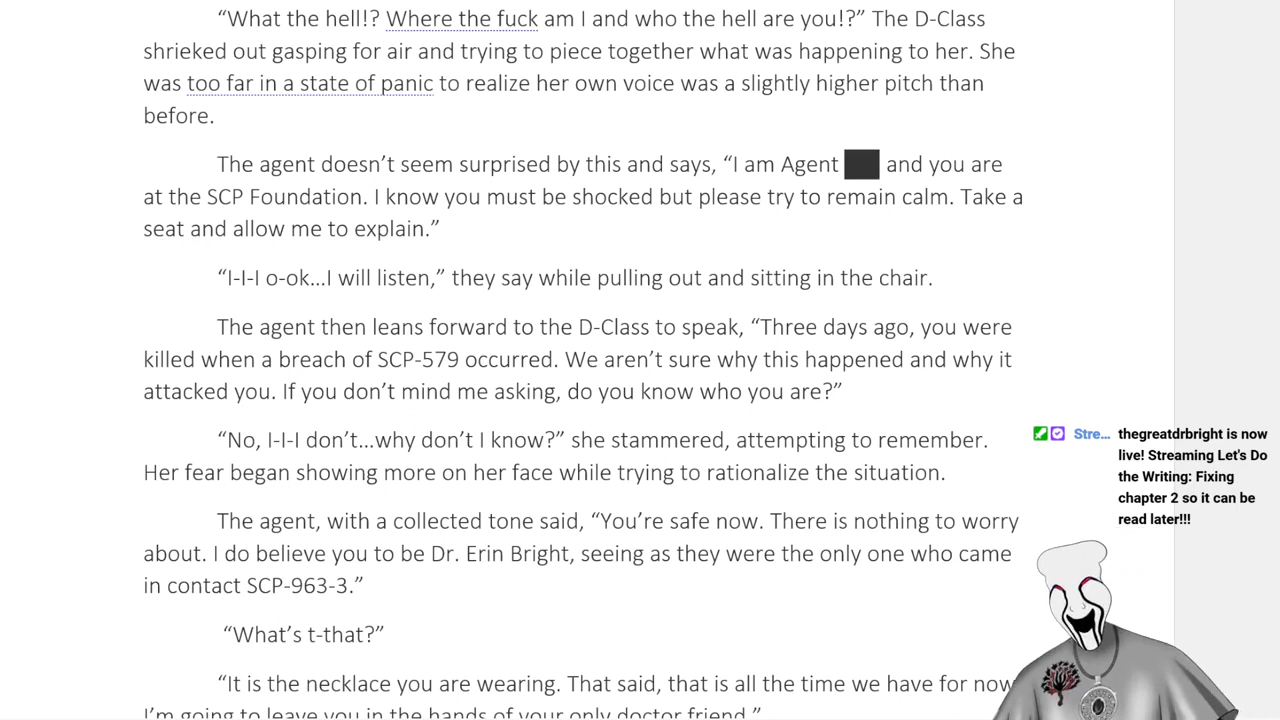 “What the hell!? Where the fuck am I and who the hell are you!?” The D-Class
shrieked out gasping for air and trying to piece together what was happening to her. She
was too far in a state of panic to realize her own voice was a slightly higher pitch than
before.
The agent doesn’t seem surprised by this and says, “I am Agent and you are
at the SCP Foundation. I know you must be shocked but please try to remain calm. Take a
seat and allow me to explain.”
“I-I-I o-ok...I will listen,” they say while pulling out and sitting in the chair.
The agent then leans forward to the D-Class to speak, “Three days ago, you were
killed when a breach of SCP-579 occurred. We aren’t sure why this happened and why it
attacked you. If you don’t mind me asking, do you know who you are?”
“No, I-I-I don’t...why don’t I know?” she stammered, attempting to remember.
Her fear began showing more on her face while trying to rationalize the situation.
The agent, with a collected tone said, “You’re safe now. There is nothing to worry
about. I do believe you to be Dr. Erin Bright, seeing as they were the only one who came
in contact SCP-963-3.”
“What’s t-that?”
“It is the necklace you are wearing. That said, that is all the time we have for now
I’m going to leave you in the hands of your only doctor friend.”
Stre... thegreatdrbright is now
live! Streaming Let's Do
the Writing: Fixing
chapter 2 so it can be
read later!!!